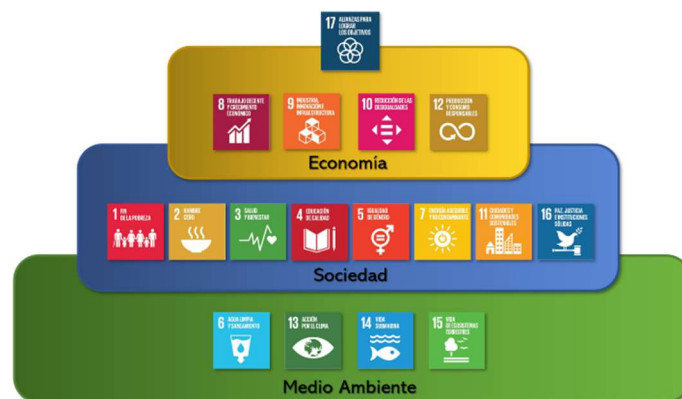 17 ALIANZAS PARA
LOGRAR
LOS OBJETIVOS
8 TRABAJO DECENTE
Y CRECIMIENTO
ECONÓMICO
9 INDUSTRIA,
INNOVACIÓN E
INFRAESTRUCTURA
10 REDUCCIÓN DE LAS
DESIGUALDADES
12 PRODUCCIÓN
Y CONSUMO
RESPONSABLES
Economía
1 FIN
DE LA POBREZA
2 HAMBRE
CERO
3 SALUD
Y BIENESTAR
4 EDUCACIÓN
DE CALIDAD
5 IGUALDAD
DE GÉNERO
7 ENERGÍA ASEQUIBLE
Y NO CONTAMINANTE
11 CIUDADES Y
COMUNIDADES
SOSTENIBLES
16 PAZ, JUSTICIA
E INSTITUCIONES
SÓLIDAS
Sociedad
6 AGUA LIMPIA
Y SANEAMIENTO
13 ACCIÓN
POR EL CLIMA
14 VIDA
SUBMARINA
15 VIDA
DE ECOSISTEMAS
TERRESTRES
Medio Ambiente